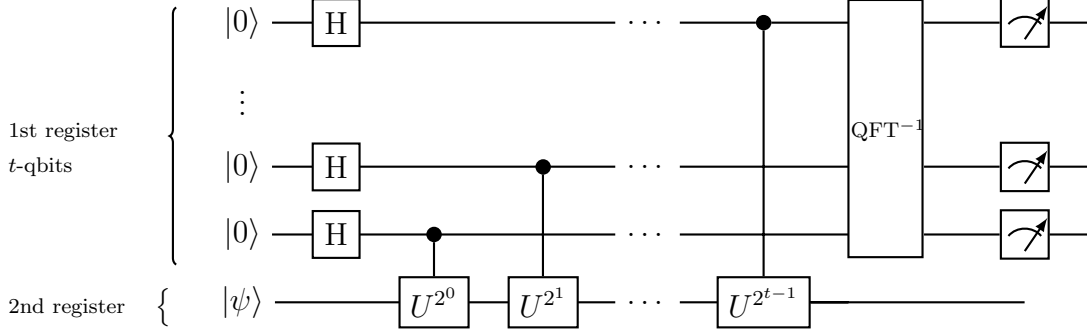 |0⟩ H ··· QFT⁻¹
⋮
1st register
t-qbits
|0⟩ H ···
|0⟩ H ···
2nd register { |ψ⟩ U^{2^0} U^{2^1} ··· U^{2^{t−1}}